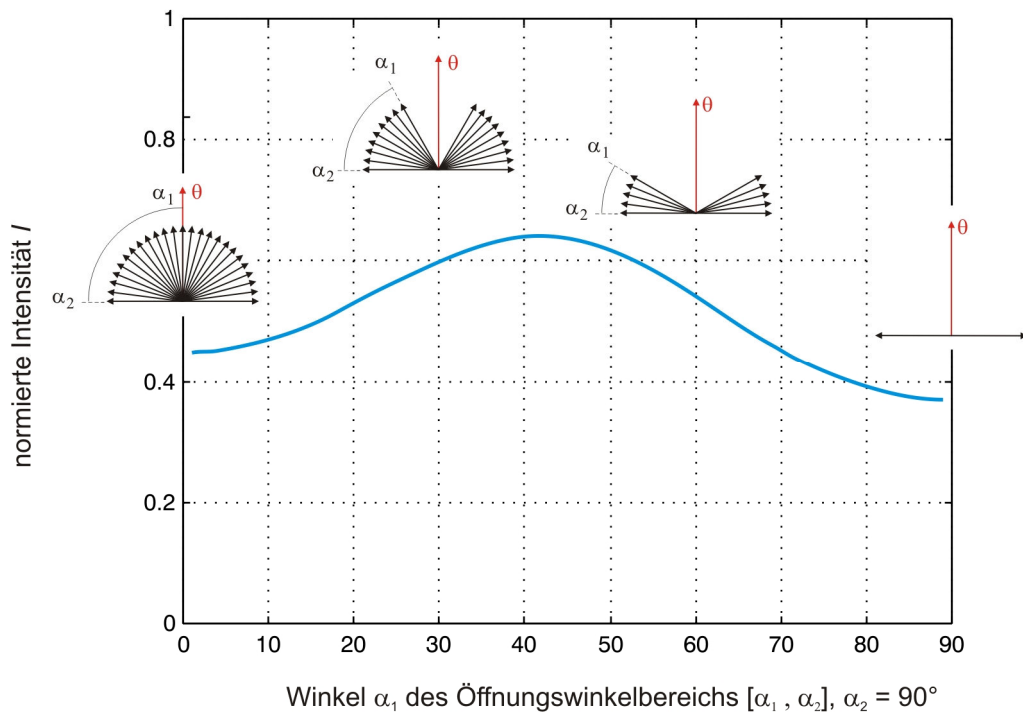 1
0.8
0.4
0.2
0
normierte Intensität I
α₁ θ
α₂
α₁ θ
α₂
α₁ θ
α₂
θ
0 10 20 30 40 50 60 70 80 90
Winkel α₁ des Öffnungswinkelbereichs [α₁ , α₂], α₂ = 90°